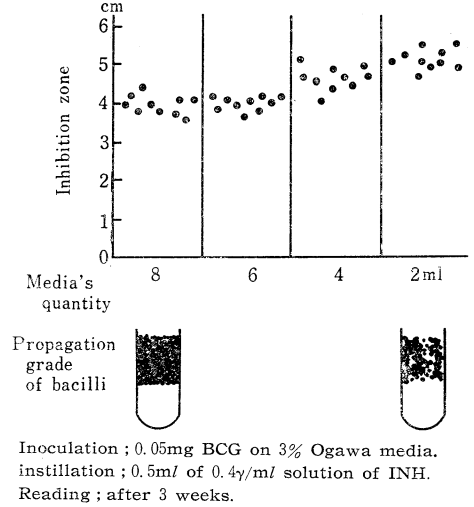 cm
6
5
4
3
2
1
0
Inhibition zone
8 6 4 2ml
Media's
quantity
Propagation
grade
of bacilli
Inoculation ; 0.05mg BCG on 3% Ogawa media.
instillation ; 0.5ml of 0.4γ/ml solution of INH.
Reading ; after 3 weeks.